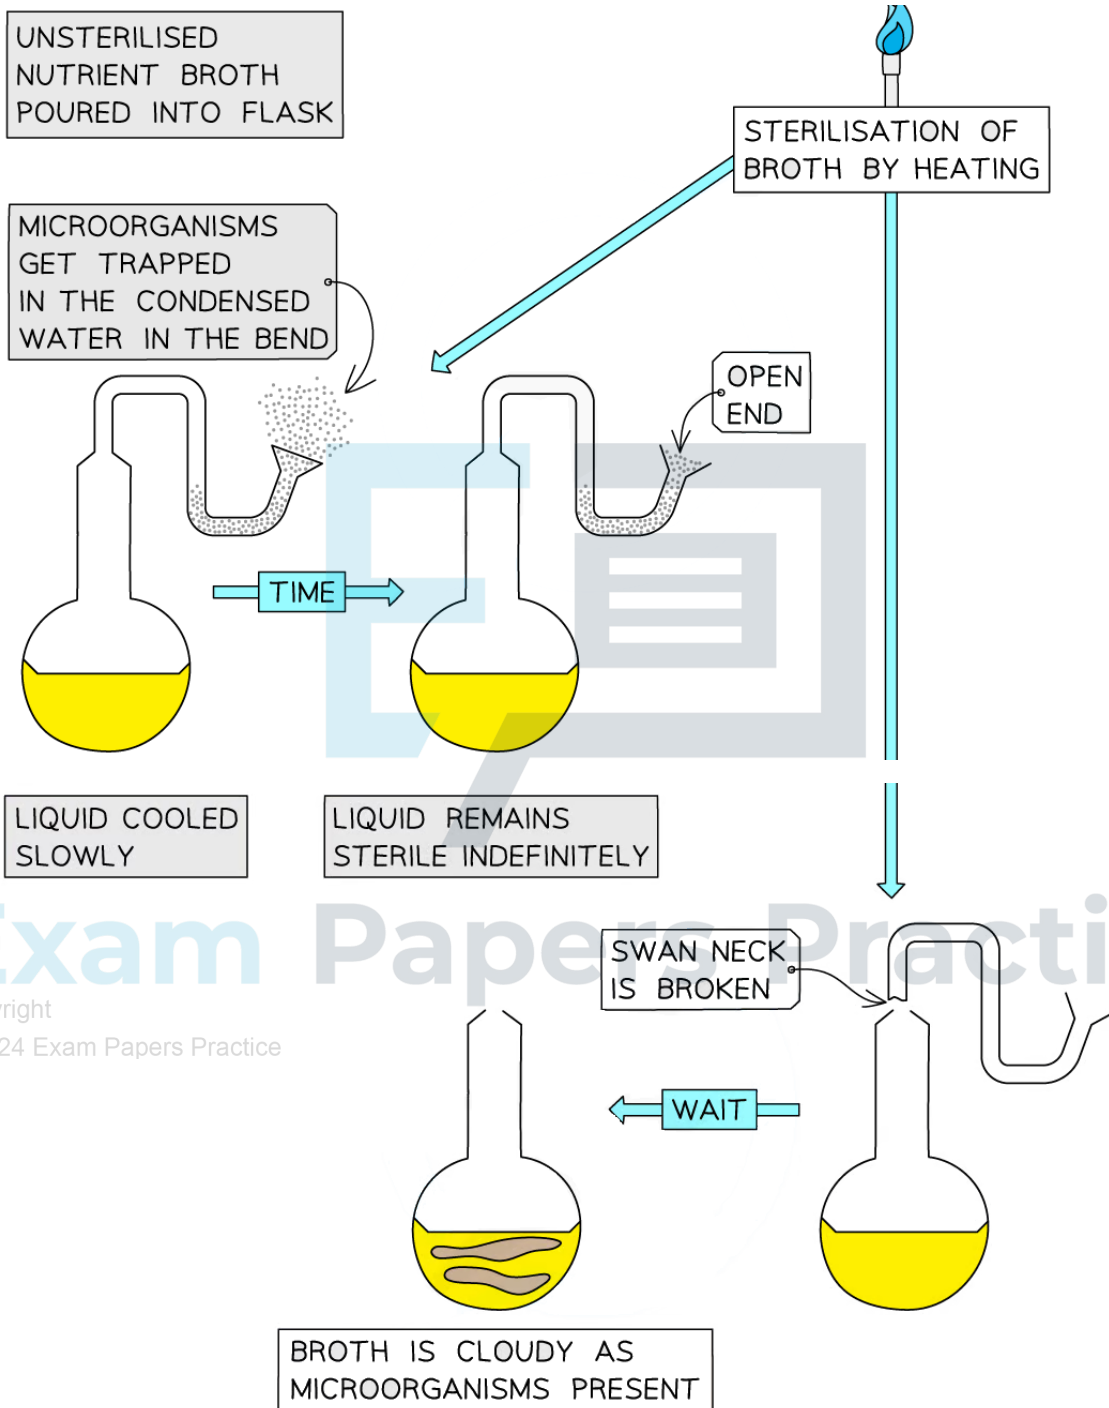 UNSTERILISED
NUTRIENT BROTH
POURED INTO FLASK
STERILISATION OF
BROTH BY HEATING
MICROORGANISMS
GET TRAPPED
IN THE CONDENSED
WATER IN THE BEND
OPEN
END
TIME
LIQUID COOLED
SLOWLY
LIQUID REMAINS
STERILE INDEFINITELY
Exam Papers Practi
yright
24 Exam Papers Practice
SWAN NECK
IS BROKEN
WAIT
BROTH IS CLOUDY AS
MICROORGANISMS PRESENT